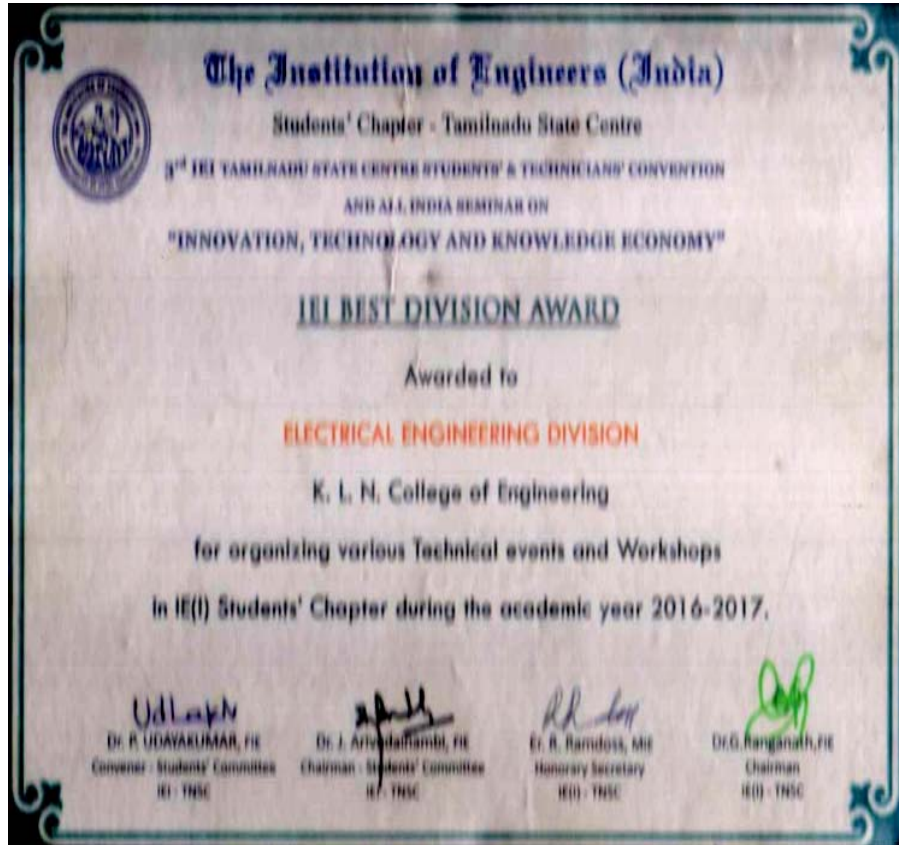 The Institution of Engineers (India)
Students' Chapter - Tamilnadu State Centre
3rd IEI TAMILNADU STATE CENTRE STUDENTS' & TECHNICIANS' CONVENTION
AND ALL INDIA SEMINAR ON
"INNOVATION, TECHNOLOGY AND KNOWLEDGE ECONOMY"
IEI BEST DIVISION AWARD
Awarded to
ELECTRICAL ENGINEERING DIVISION
K. L. N. College of Engineering
for organizing various Technical events and Workshops
in IE(I) Students' Chapter during the academic year 2016-2017.
Dr. P. UDAYAKUMAR, FIE Dr. J. FIE Er. R. Ramdoss, MIE Dr.G.Ranganath,FIE
Convener - Students' Committee Chairman - Students' Committee Honorary Secretary Chairman
IEI - TNSC IEI - TNSC IE(I) - TNSC IE(I) - TNSC